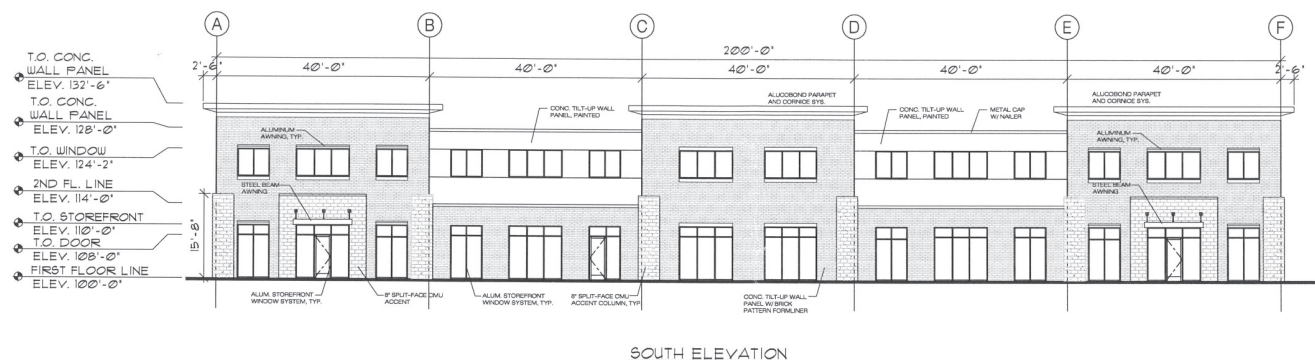 A
B
C
D
E
F
200'-0"
2'-6"
40'-0"
40'-0"
40'-0"
40'-0"
40'-0"
2'-6"
T.O. CONC.
WALL PANEL
ELEV. 132'-6"
T.O. CONC.
WALL PANEL
ELEV. 128'-0"
T.O. WINDOW
ELEV. 124'-2"
2ND FL. LINE
ELEV. 114'-0"
T.O. STOREFRONT
ELEV. 110'-0"
T.O. DOOR
ELEV. 108'-0"
FIRST FLOOR LINE
ELEV. 100'-0"
15'-8"
ALUMINUM
AWNING, TYP.
STEEL BEAM
AWNING
CONC. TILT-UP WALL
PANEL, PAINTED
ALUCOBOND PARAPET
AND CORNICE SYS.
CONC. TILT-UP WALL
PANEL, PAINTED
METAL CAP
W/ NAILER
ALUCOBOND PARAPET
AND CORNICE SYS.
ALUMINUM
AWNING, TYP.
STEEL BEAM
AWNING
ALUM. STOREFRONT
WINDOW SYSTEM, TYP.
8" SPLIT-FACE CMU
ACCENT
ALUM. STOREFRONT
WINDOW SYSTEM, TYP.
8" SPLIT-FACE CMU
ACCENT COLUMN, TYP.
CONC. TILT-UP WALL
PANEL W/ BRICK
PATTERN FORMLINER
SOUTH ELEVATION